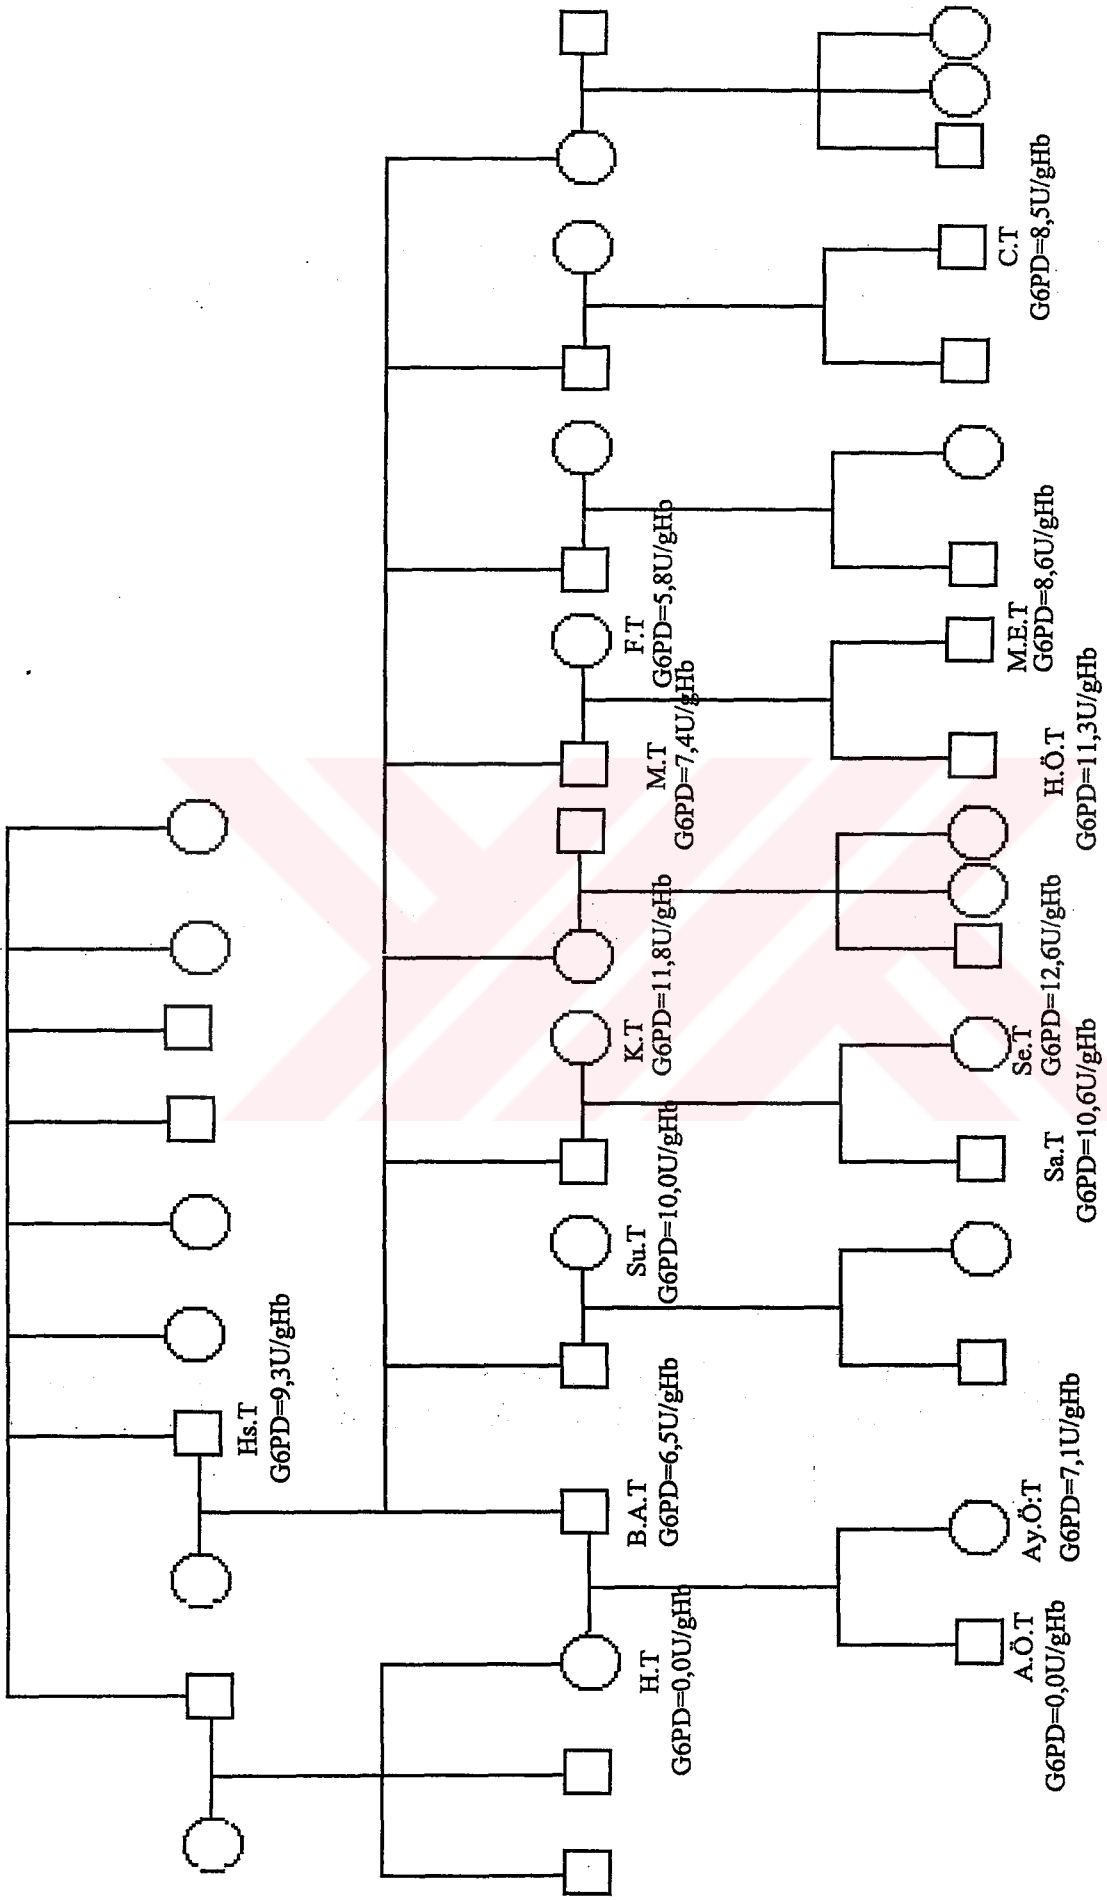 Hs.T
G6PD=9,3U/gHb
H.T
G6PD=0,0U/gHb
B.A.T
G6PD=6,5U/gHb
Su.T
G6PD=10,0U/gHb
K.T
G6PD=11,8U/gHb
M.T
G6PD=7,4U/gHb
F.T
G6PD=5,8U/gHb
A.Ö.T
G6PD=0,0U/gHb
Ay.Ö:T
G6PD=7,1U/gHb
Sa.T
G6PD=10,6U/gHb
Se.T
G6PD=12,6U/gHb
H.Ö.T
G6PD=11,3U/gHb
M.E.T
G6PD=8,6U/gHb
C.T
G6PD=8,5U/gHb